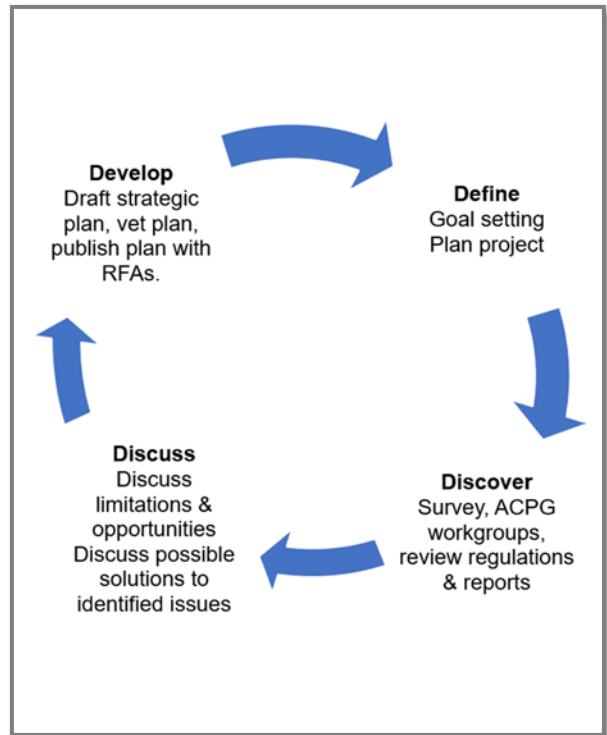 Develop
Draft strategic
plan, vet plan,
publish plan with
RFAs.
Define
Goal setting
Plan project
Discover
Survey, ACPG
workgroups,
review regulations
& reports
Discuss
Discuss
limitations &
opportunities
Discuss possible
solutions to
identified issues